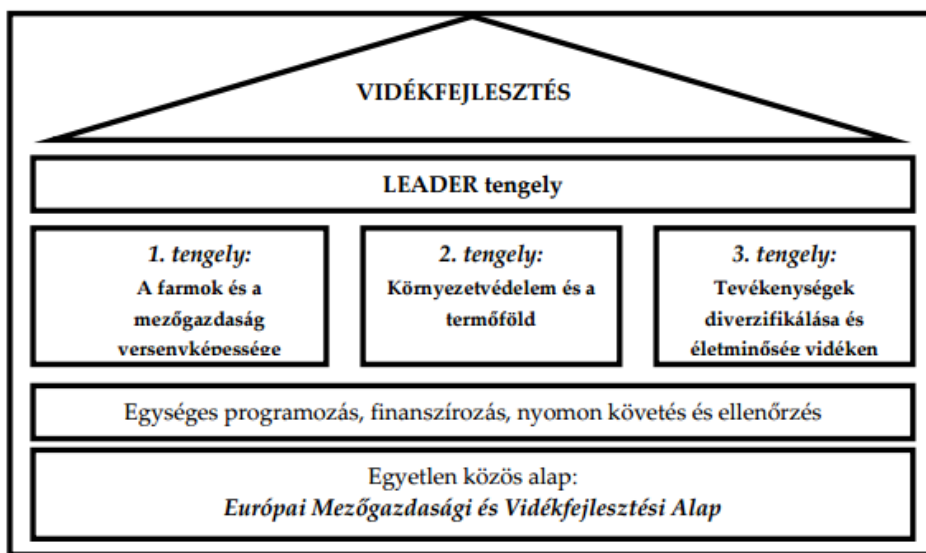 VIDÉKFEJLESZTÉS
LEADER tengely
1. tengely:
A farmok és a
mezőgazdaság
versenyképessége
2. tengely:
Környezetvédelem és a
termőföld
3. tengely:
Tevékenységek
diverzifikálása és
életminőség vidéken
Egységes programozás, finanszírozás, nyomon követés és ellenőrzés
Egyetlen közös alap:
Európai Mezőgazdasági és Vidékfejlesztési Alap